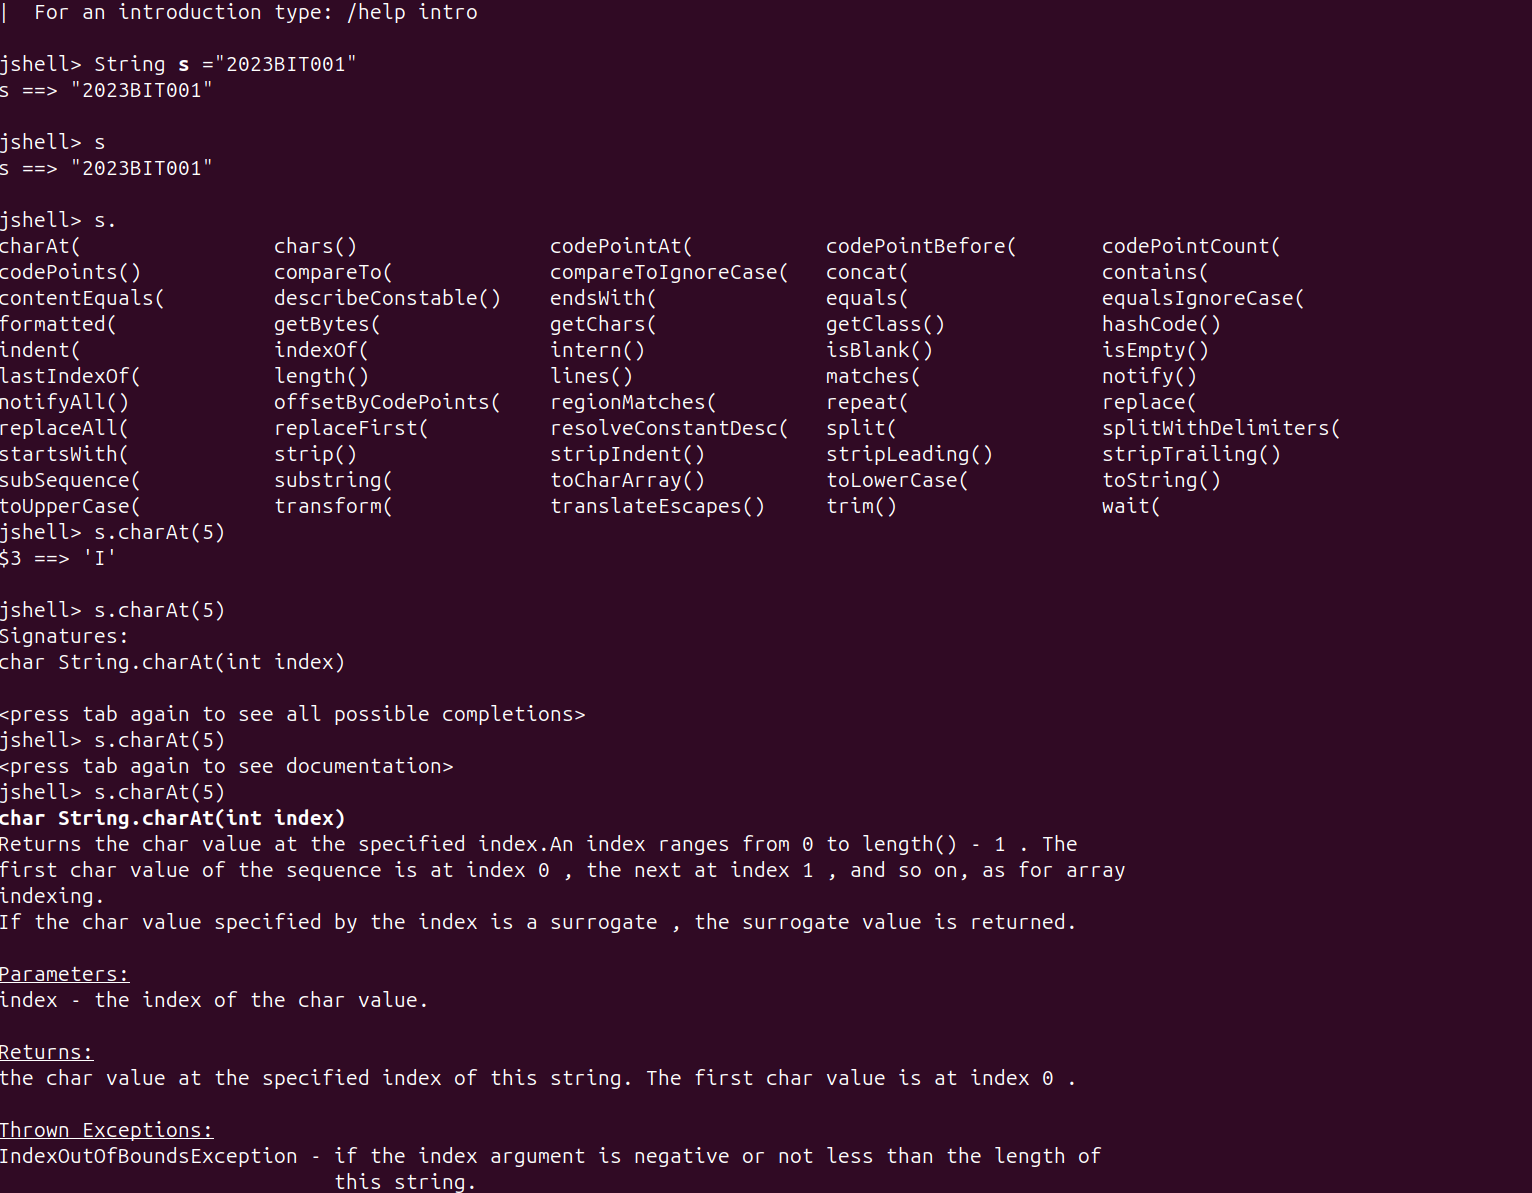 |  For an introduction type: /help intro
jshell> String s ="2023BIT001"
s ==> "2023BIT001"
jshell> s
s ==> "2023BIT001"
jshell> s.
charAt(                chars()                codePointAt(           codePointBefore(       codePointCount(
codePoints()           compareTo(             compareToIgnoreCase(   concat(                contains(
contentEquals(         describeConstable()    endsWith(              equals(                equalsIgnoreCase(
formatted(             getBytes(              getChars(              getClass()             hashCode()
indent(                indexOf(               intern()               isBlank()              isEmpty()
lastIndexOf(           length()               lines()                matches(               notify()
notifyAll()            offsetByCodePoints(    regionMatches(         repeat(                replace(
replaceAll(            replaceFirst(          resolveConstantDesc(   split(                 splitWithDelimiters(
startsWith(            strip()                stripIndent()          stripLeading()         stripTrailing()
subSequence(           substring(             toCharArray()          toLowerCase(           toString()
toUpperCase(           transform(             translateEscapes()     trim()                 wait(
jshell> s.charAt(5)
$3 ==> 'I'
jshell> s.charAt(5)
Signatures:
char String.charAt(int index)
<press tab again to see all possible completions>
jshell> s.charAt(5)
<press tab again to see documentation>
jshell> s.charAt(5)
char String.charAt(int index)
Returns the char value at the specified index.An index ranges from 0 to length() - 1 . The
first char value of the sequence is at index 0 , the next at index 1 , and so on, as for array
indexing.
If the char value specified by the index is a surrogate , the surrogate value is returned.
Parameters:
index - the index of the char value.
Returns:
the char value at the specified index of this string. The first char value is at index 0 .
Thrown Exceptions:
IndexOutOfBoundsException - if the index argument is negative or not less than the length of
this string.